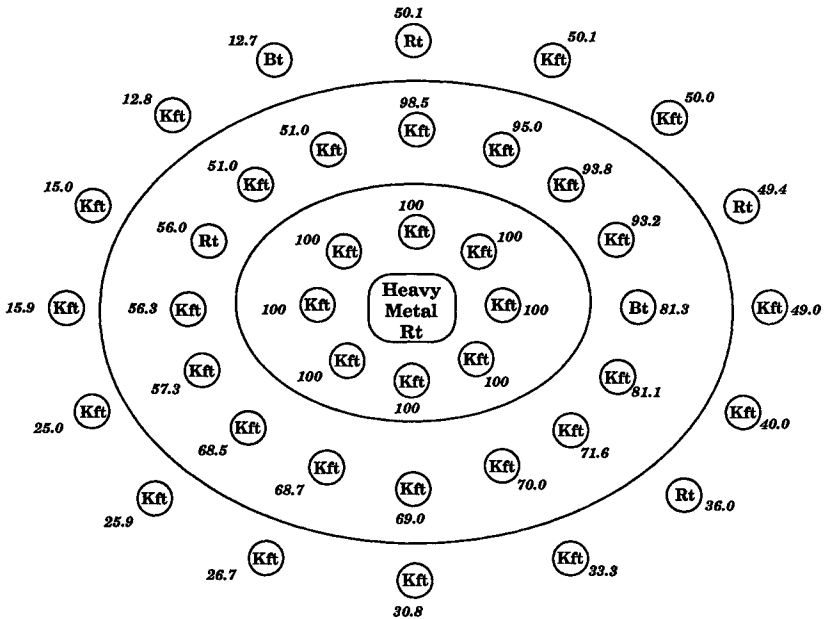 50.1
Rt
12.7
Bt
50.1
Kft
12.8
Kft
50.0
Kft
98.5
Kft
51.0
Kft
95.0
Kft
51.0
Kft
93.8
Kft
15.0
Kft
49.4
Rt
56.0
Rt
93.2
Kft
100
Kft
100
Kft
100
Kft
15.9
Kft
56.3
Kft
100
Kft
Heavy
Metal
Rt
Kft
100
Bt
81.3
Kft
49.0
57.3
Kft
100
Kft
Kft
100
Kft
100
Kft
81.1
25.0
Kft
Kft
40.0
68.5
Kft
Kft
71.6
68.7
Kft
Kft
69.0
Kft
70.0
25.9
Kft
Rt
36.0
26.7
Kft
Kft
30.8
Kft
33.3